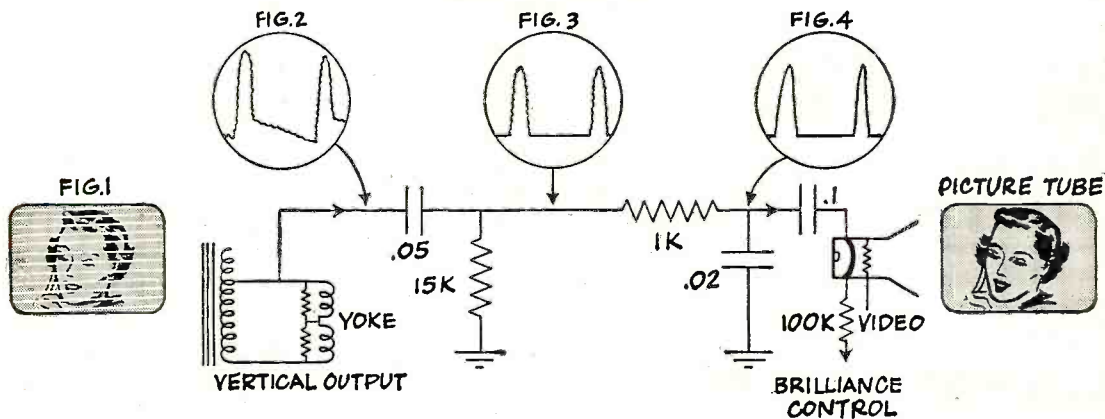 FIG.2
FIG.3
FIG.4
FIG.1
PICTURE TUBE
.05
15K
1K
.02
.1
YOKE
100K
VIDEO
VERTICAL OUTPUT
BRILLIANCE
CONTROL